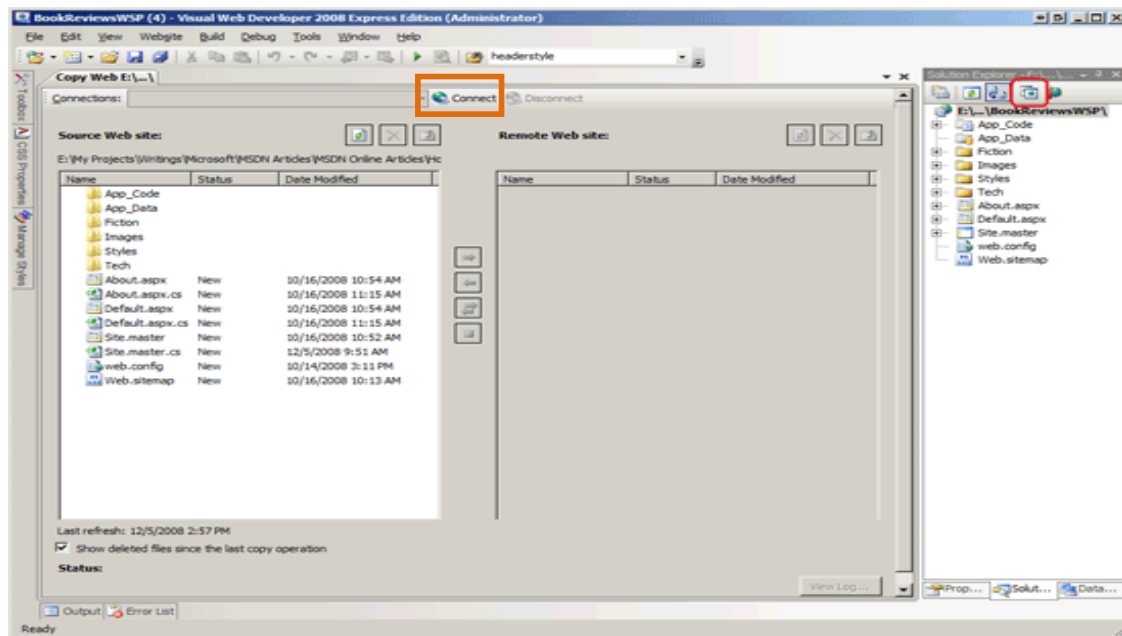 BookReviewsWSP (4) - Visual Web Developer 2008 Express Edition (Administrator)
File Edit View Website Build Debug Tools Window Help
headerstyle
Copy Web E:\...\
Solution Explorer - E:\...\...
Connections: Connect Disconnect
Toolbox
CSS Properties
Manage Styles
Source Web site: Remote Web site:
E:\My Projects\Writings\Microsoft\MSDN Articles\MSDN Online Articles\Hc
Name Status Date Modified
App_Code
App_Data
Fiction
Images
Styles
Tech
About.aspx New 10/16/2008 10:54 AM
About.aspx.cs New 10/16/2008 11:15 AM
Default.aspx New 10/16/2008 10:54 AM
Default.aspx.cs New 10/16/2008 11:15 AM
Site.master New 10/16/2008 10:52 AM
Site.master.cs New 12/5/2008 9:51 AM
web.config New 10/14/2008 3:11 PM
Web.sitemap New 10/16/2008 10:13 AM
Name Status Date Modified
Last refresh: 12/5/2008 2:57 PM
Show deleted files since the last copy operation
Status:
View Log...
E:\...\BookReviewsWSP\
App_Code
App_Data
Fiction
Images
Styles
Tech
About.aspx
Default.aspx
Site.master
web.config
Web.sitemap
Prop... Solut... Data...
Output Error List
Ready